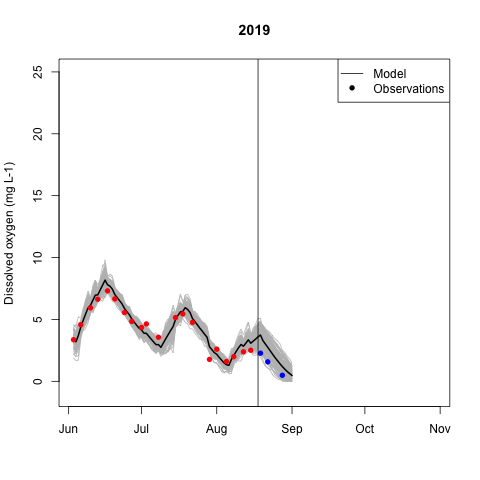 2019
Model
Observations
Dissolved oxygen (mg L-1)
25
20
15
10
5
0
Jun Jul Aug Sep Oct Nov